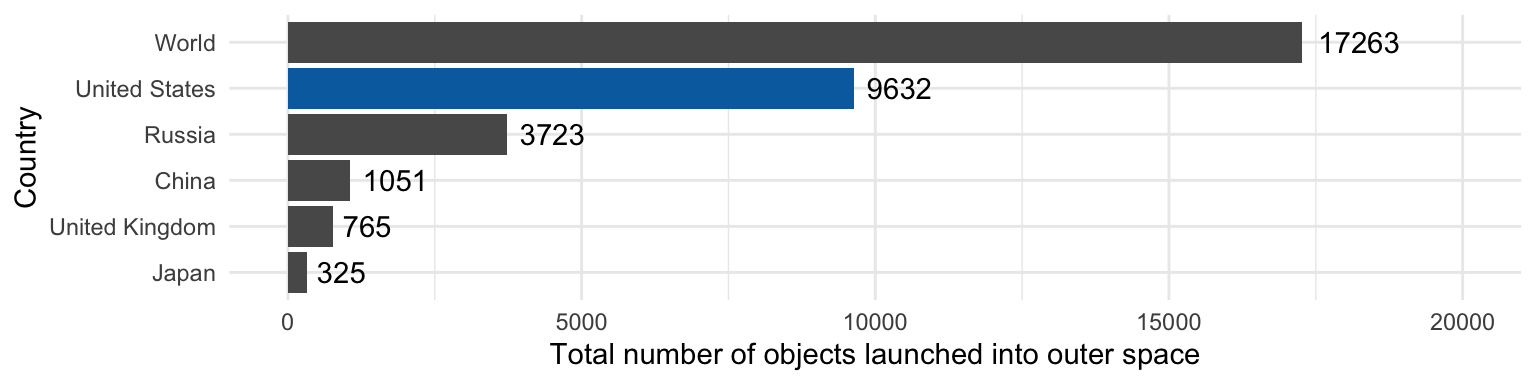 Country
World 17263
United States 9632
Russia 3723
China 1051
United Kingdom 765
Japan 325
0 5000 10000 15000 20000
Total number of objects launched into outer space